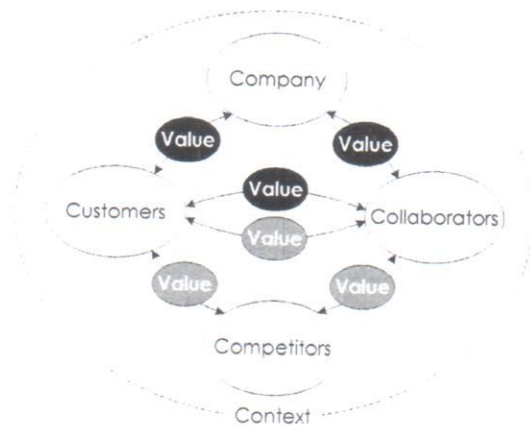 Company
Value Value
Value
Customers Collaborators
Value
Value Value
Competitors
Context